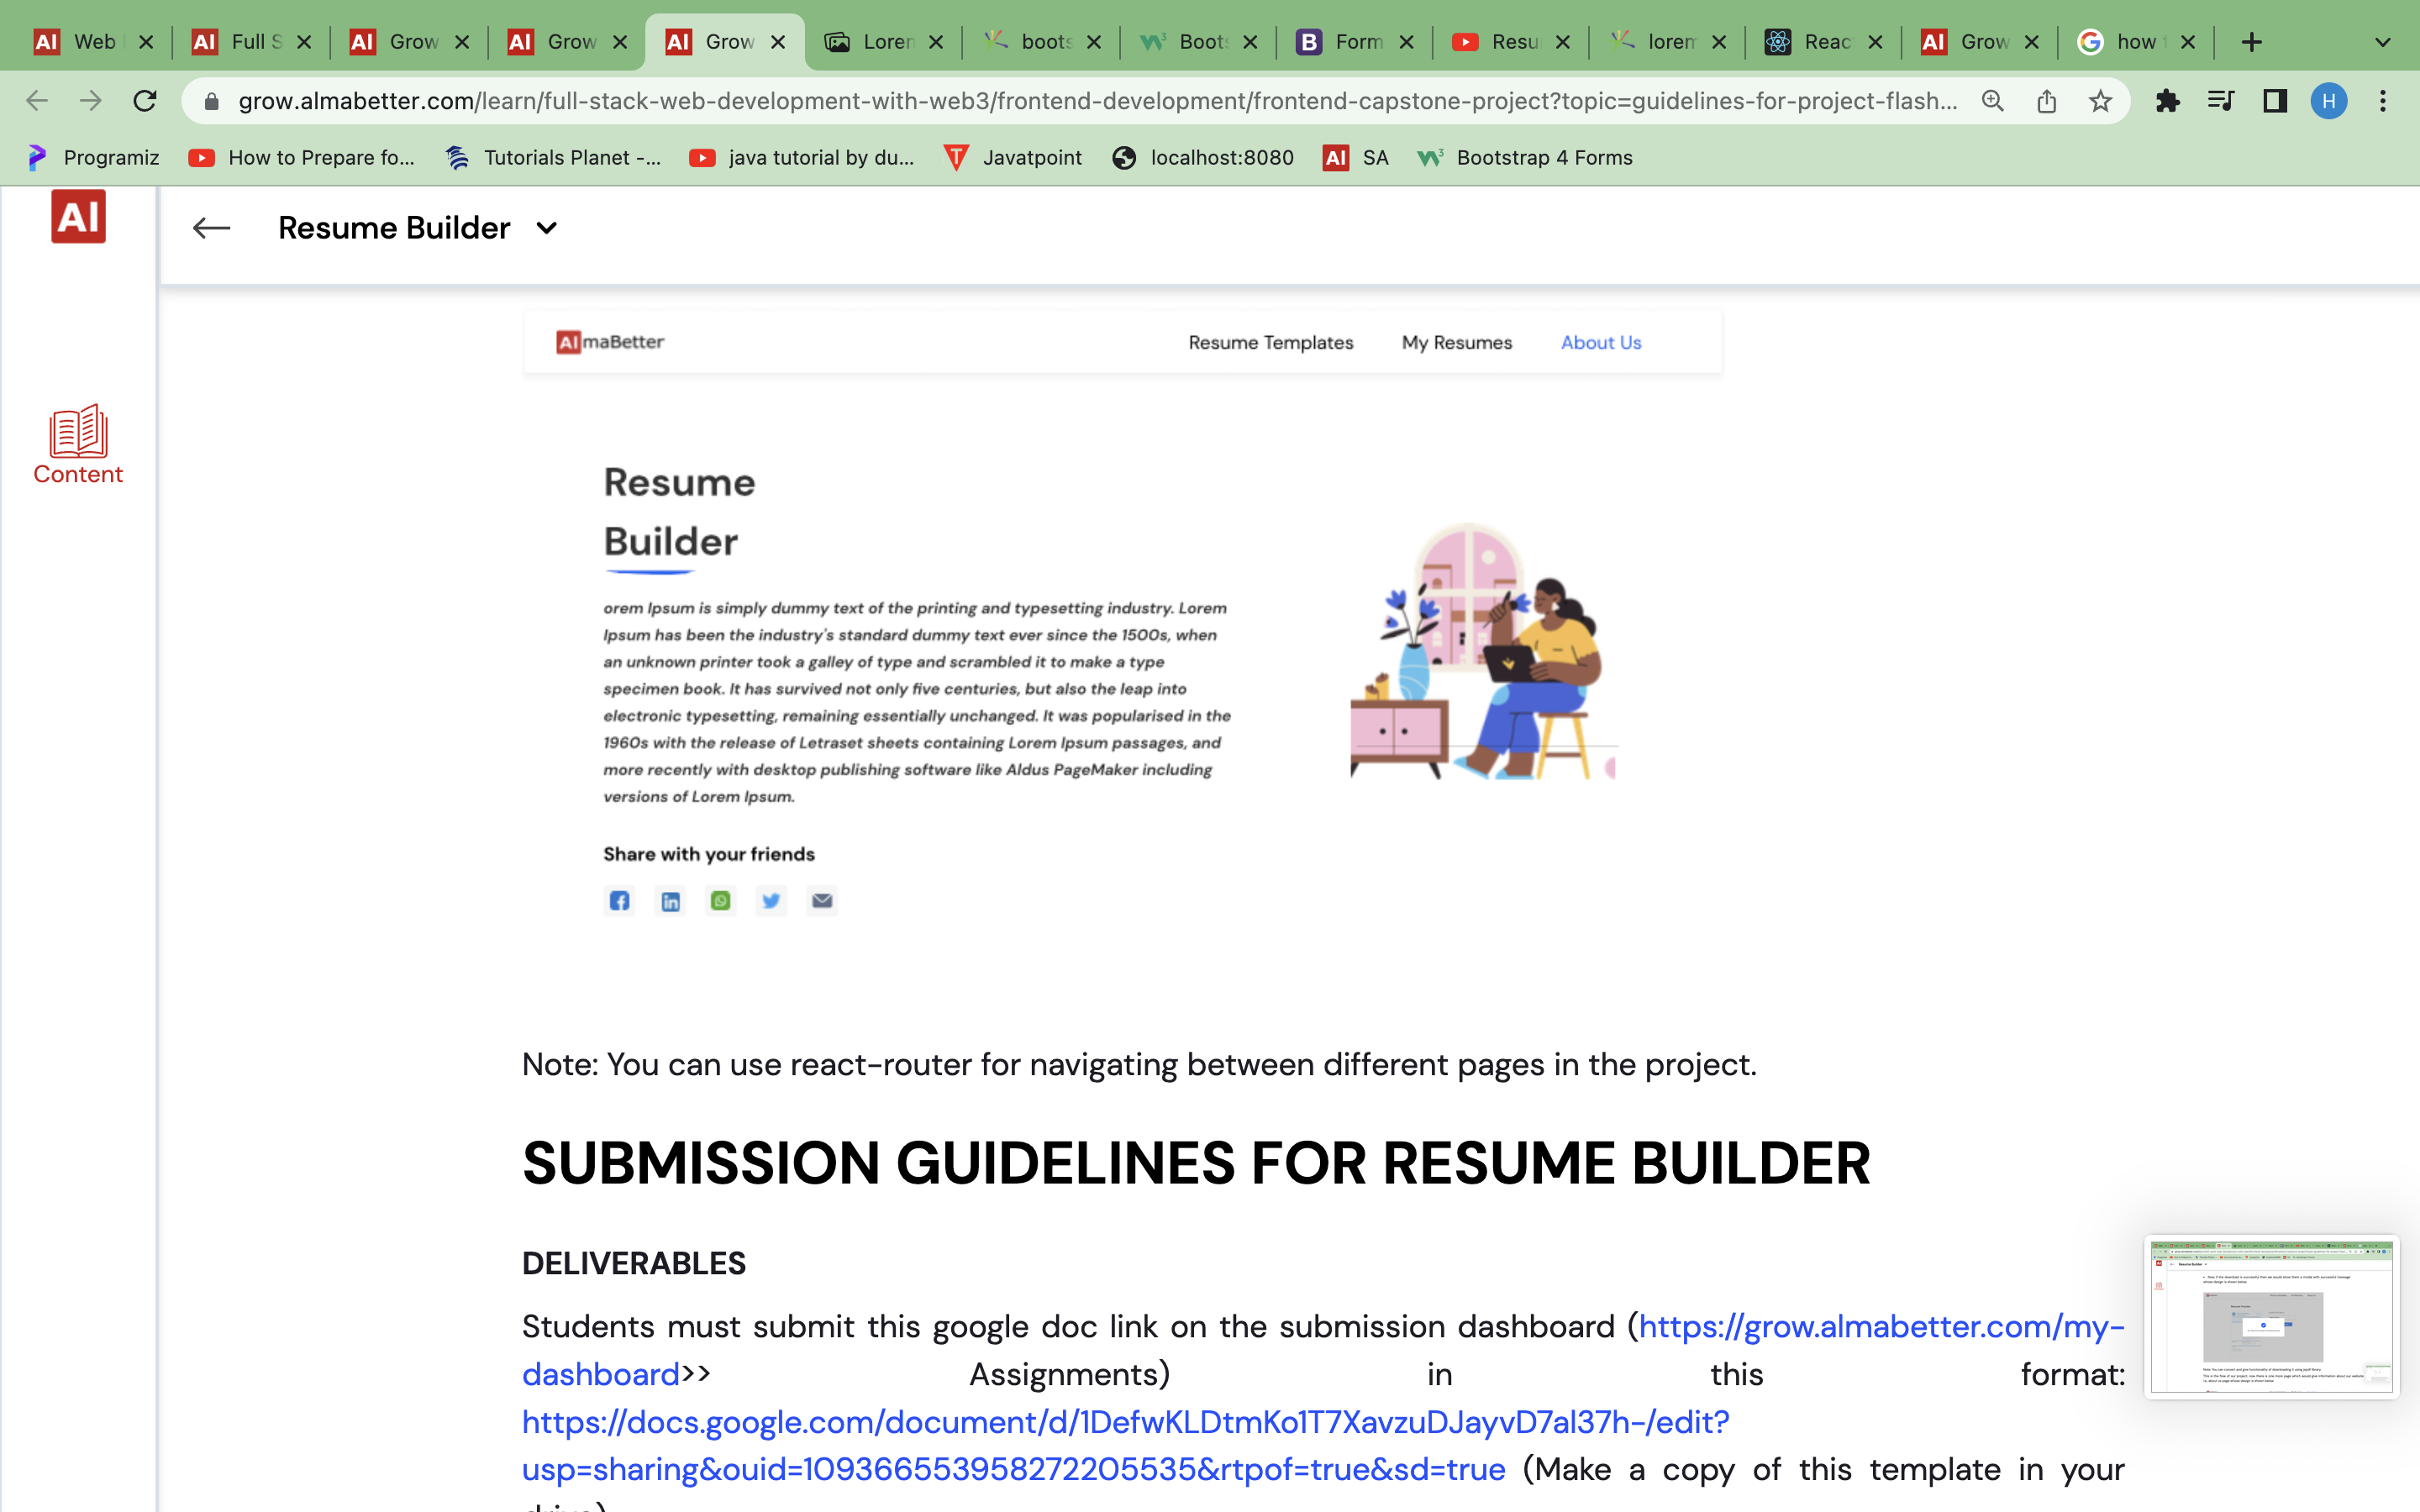 Web
Full S
Grow
Grow
Grow
Loren
boots
Boots
Form
Resu
lorem
Reac
Grow
how
grow.almabetter.com/learn/full-stack-web-development-with-web3/frontend-development/frontend-capstone-project?topic=guidelines-for-project-flash...
H
Programiz
How to Prepare fo...
Tutorials Planet -...
java tutorial by du...
Javatpoint
localhost:8080
AI SA
Bootstrap 4 Forms
AI
Resume Builder
AlmaBetter
Resume Templates
My Resumes
About Us
Content
Resume
Builder
orem Ipsum is simply dummy text of the printing and typesetting industry. Lorem
Ipsum has been the industry's standard dummy text ever since the 1500s, when
an unknown printer took a galley of type and scrambled it to make a type
specimen book. It has survived not only five centuries, but also the leap into
electronic typesetting, remaining essentially unchanged. It was popularised in the
1960s with the release of Letraset sheets containing Lorem Ipsum passages, and
more recently with desktop publishing software like Aldus PageMaker including
versions of Lorem Ipsum.
Share with your friends
Note: You can use react-router for navigating between different pages in the project.
SUBMISSION GUIDELINES FOR RESUME BUILDER
DELIVERABLES
Students must submit this google doc link on the submission dashboard (https://grow.almabetter.com/my-
dashboard>> Assignments) in this format:
https://docs.google.com/document/d/1DefwKLDtmKo1T7XavzuDJayvD7al37h-/edit?
usp=sharing&ouid=109366553958272205535&rtpof=true&sd=true (Make a copy of this template in your